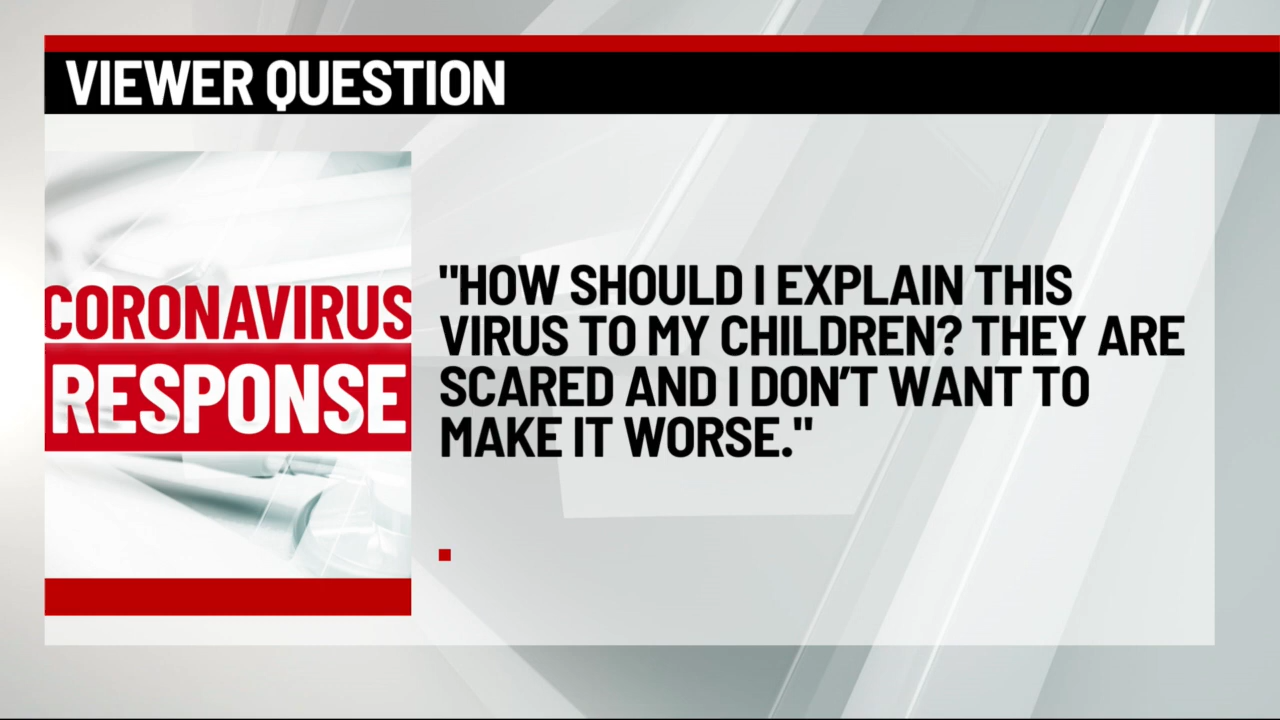 VIEWER QUESTION
CORONAVIRUS
RESPONSE
"HOW SHOULD I EXPLAIN THIS
VIRUS TO MY CHILDREN? THEY ARE
SCARED AND I DON'T WANT TO
MAKE IT WORSE."